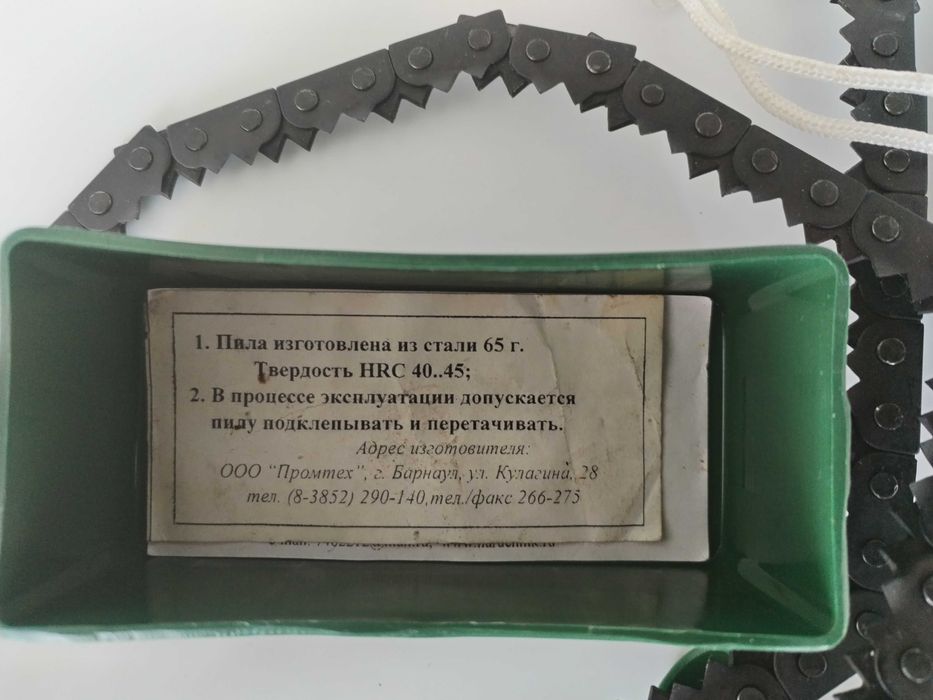 1. Пила изготовлена из стали 65 г.
Твердость HRC 40..45;
2. В процессе эксплуатации допускается
пилу подклепывать и перетачивать.
Адрес изготовителя:
ООО "Промтех", г. Барнаул, ул. Кулагина, 28
тел. (8-3852) 290-140,тел./факс 266-275